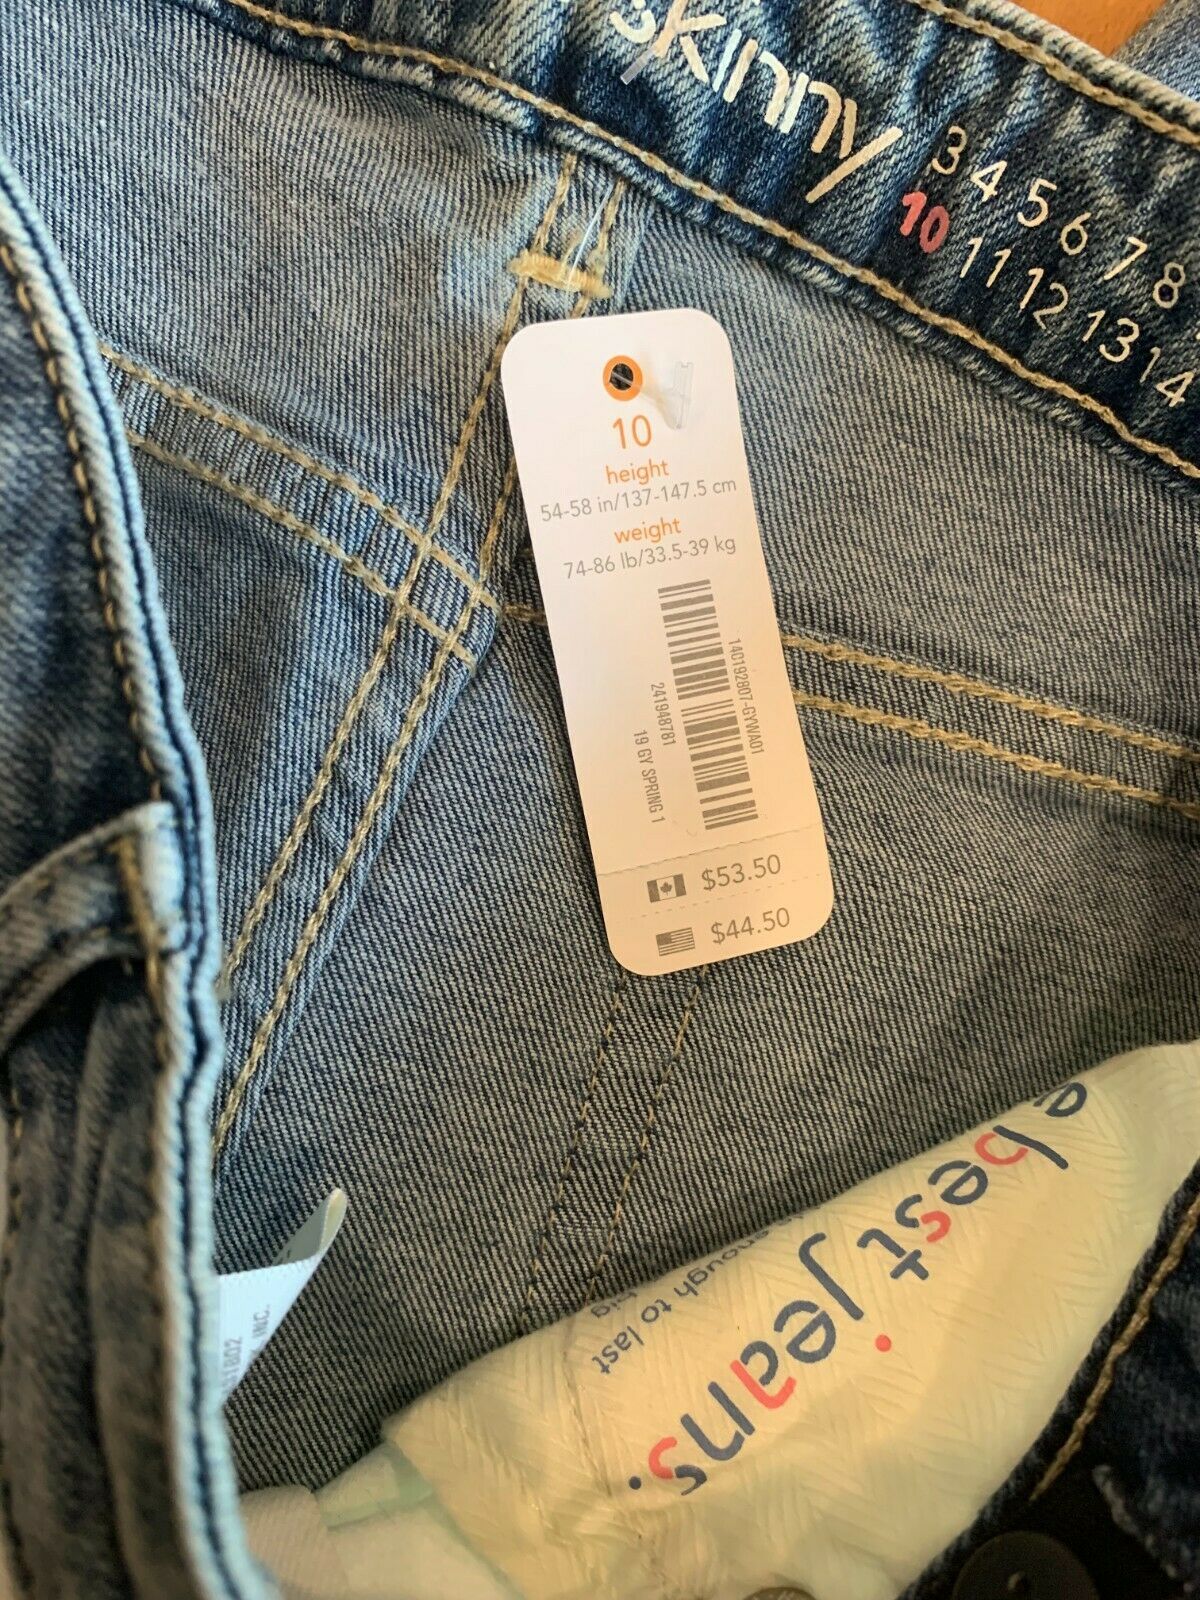 skinny
3 4 5 6 7 8
10 11 12 13 14
10
height
54-58 in/137-147.5 cm
weight
74-86 lb/33.5-39 kg
140192807-GYWA01
241948781
19 GY SPRING 1
$53.50
$44.50
best jeans.
enough to last
big
INC.